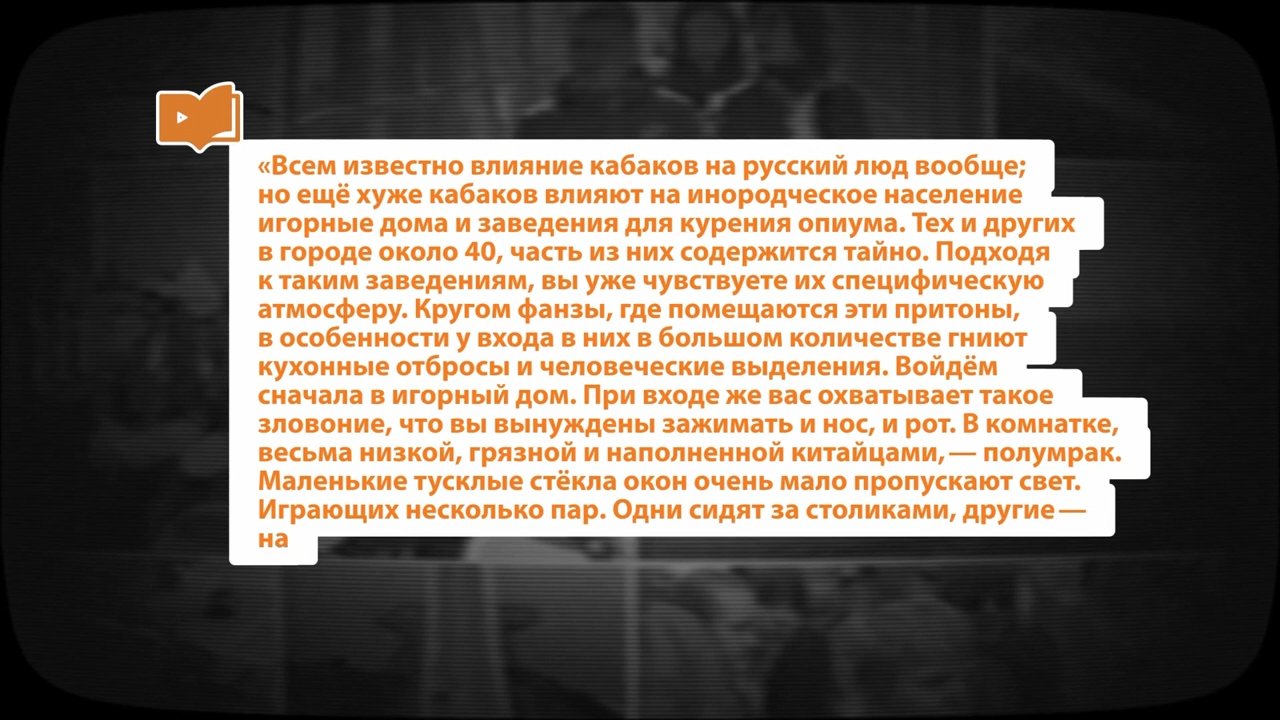 «Всем известно влияние кабаков на русский люд вообще;
но ещё хуже кабаков влияют на инородческое население
игорные дома и заведения для курения опиума. Тех и других
в городе около 40, часть из них содержится тайно. Подходя
к таким заведениям, вы уже чувствуете их специфическую
атмосферу. Кругом фанзы, где помещаются эти притоны,
в особенности у входа в них в большом количестве гниют
кухонные отбросы и человеческие выделения. Войдём
сначала в игорный дом. При входе же вас охватывает такое
зловоние, что вы вынуждены зажимать и нос, и рот. В комнатке,
весьма низкой, грязной и наполненной китайцами, — полумрак.
Маленькие тусклые стёкла окон очень мало пропускают свет.
Играющих несколько пар. Одни сидят за столиками, другие —
на